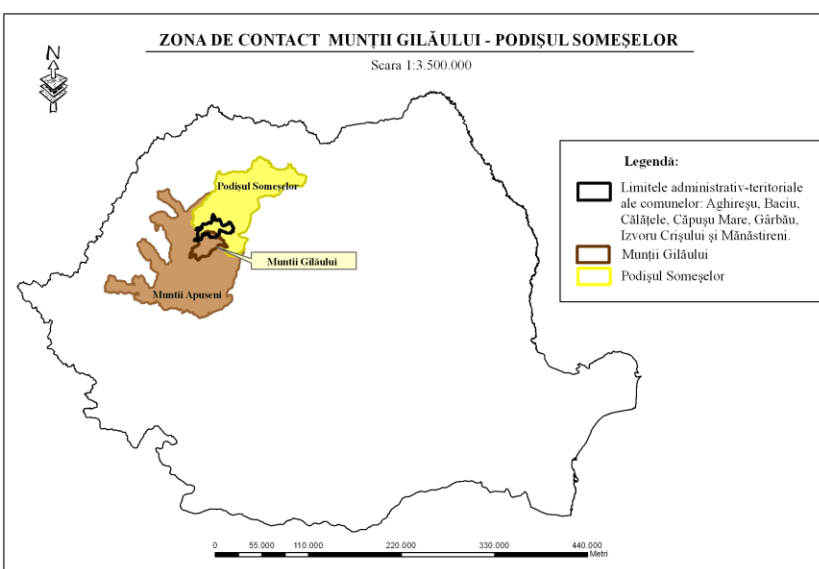 ZONA DE CONTACT MUNȚII GILĂULUI - PODIȘUL SOMEȘELOR
Scara 1:3.500.000
N
Podișul Someșelor
Muntii Gilăului
Munții Apuseni
Legendă:
Limitele administrativ-teritoriale
ale comunelor: Aghireșu, Baciu,
Călățele, Căpușu Mare, Gârbău,
Izvoru Crișului și Mănăstireni.
Munții Gilăului
Podișul Someșelor
0 55.000 110.000 220.000 330.000 440.000
Metri